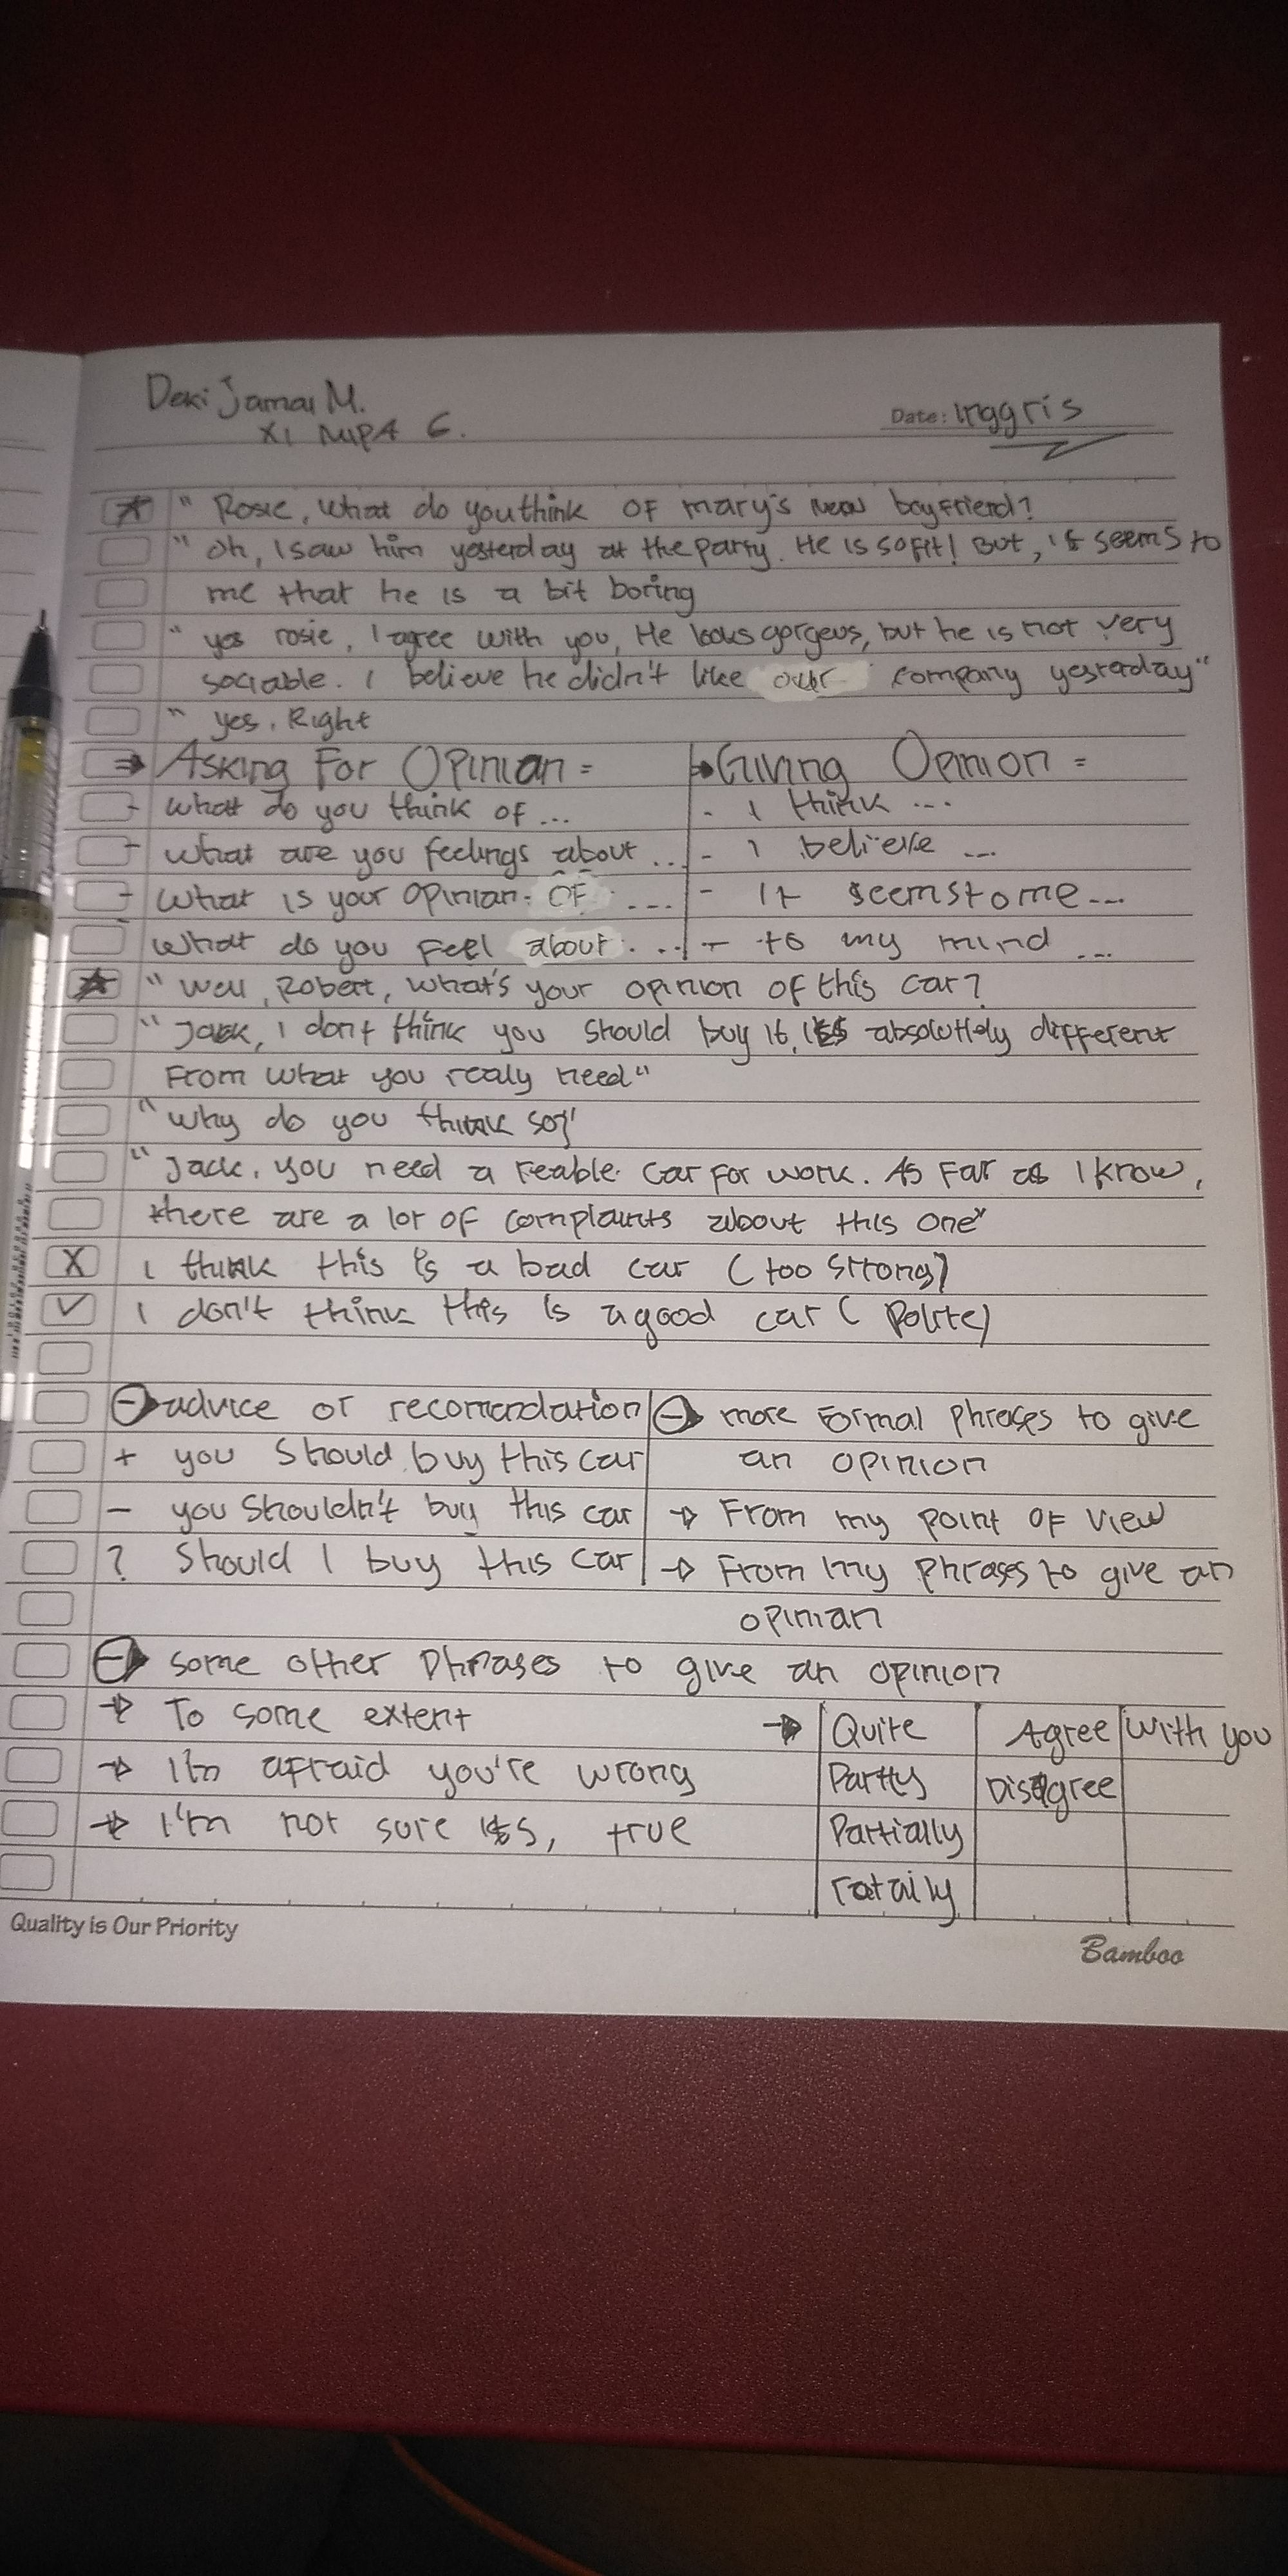 Deki Jamal M.
XI MIPA 6.
Date: Inggris
" Rosie, What do you think of mary's new boyfriend?
" oh, I saw him yesterday at the party. He is so fit! But, it seems to
me that he is a bit boring
" yes rosie, I agree with you, He looks gorgeus, but he is not very
sociable. I believe he didn't like our company yesterday"
" yes. Right
⇒ Asking For Opinian =
- what do you think of ...
- what are you feelings about ...
- What is your opinian. OF ....
- What do you feel about ....
→ Giving Opinion =
- I think ...
- I believe ...
- It seems to me ...
- to my mind ...
" Well, Robert, what's your opinion of this car?
" Jack, I don't think you should buy it, it's absolutlely different
From what you realy need"
" why do you think so?"
" Jack, you need a reable car for work. As far as I know,
there are a lot of complaints about this one"
X I think this is a bad car (too strong)
✓ I don't think this is a good car (Polite)
advice or recomendation
+ you should buy this car
- you shouldn't buy this car
? Should I buy this car
more formal phrases to give
an opinion
→ From my point of view
→ From my phrases to give an
opinian
some other phrases to give an opinion
→ To some extent
→ I'm afraid you're wrong
→ I'm not sure it's, true
→ Quite Agree With you
Partly Disagree
Partially
Totally
Quality is Our Priority
Bamboo